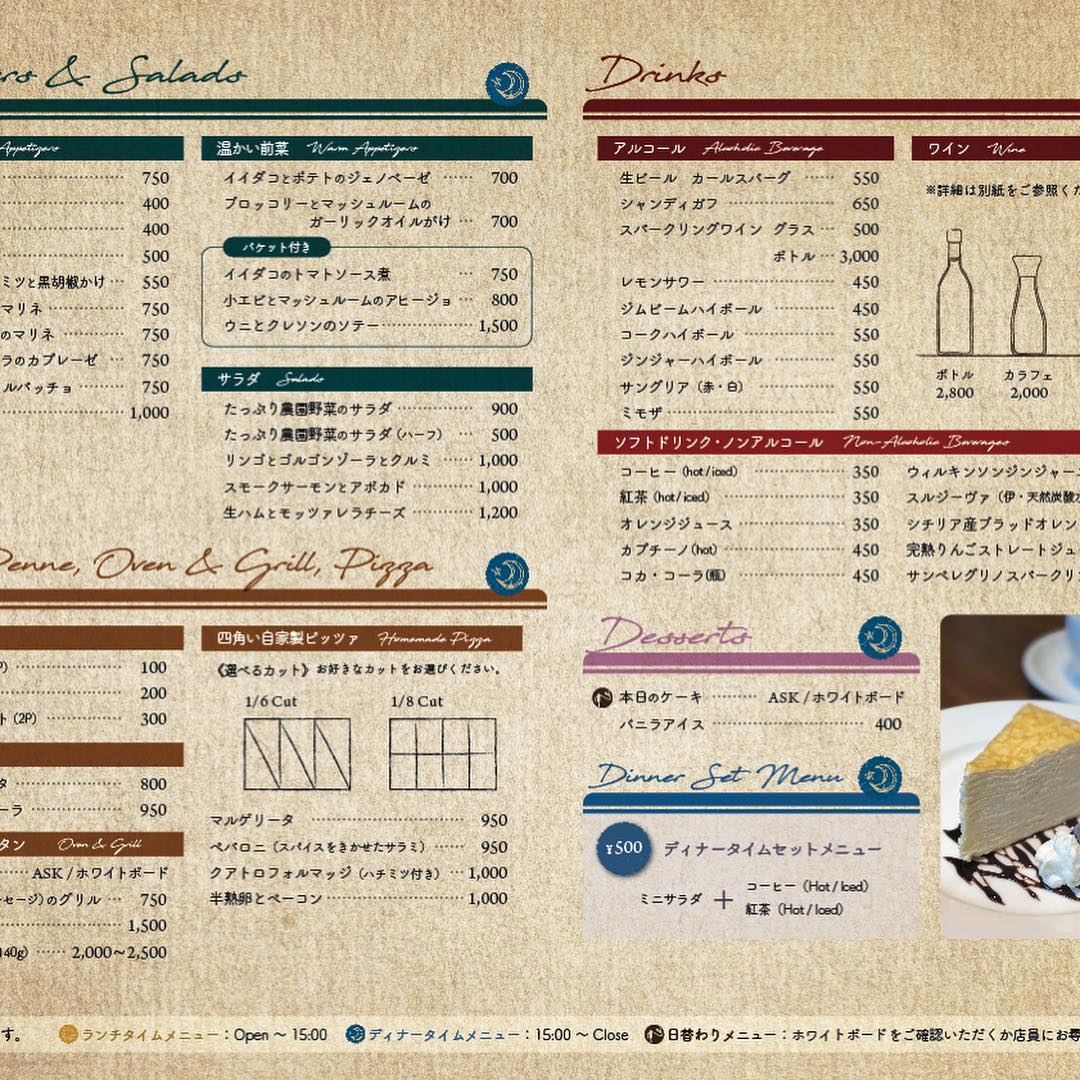 ers & Salads
Appetizers
750
400
400
500
ミツと黒胡椒かけ 550
マリネ 750
のマリネ 750
ラのカプレーゼ 750
ルパッチョ 750
1,000
温かい前菜 Warm Appetizers
イイダコとポテトのジェノベーゼ 700
ブロッコリーとマッシュルームの
ガーリックオイルがけ 700
バケット付き
イイダコのトマトソース煮 750
小エビとマッシュルームのアヒージョ 800
ウニとクレソンのソテー 1,500
サラダ Salads
たっぷり農園野菜のサラダ 900
たっぷり農園野菜のサラダ (ハーフ) 500
リンゴとゴルゴンゾーラとクルミ 1,000
スモークサーモンとアボカド 1,000
生ハムとモッツァレラチーズ 1,200
Penne, Oven & Grill, Pizza
P) 100
200
ト (2P) 300
タ 800
ーラ 950
タン Oven & Grill
ASK / ホワイトボード
セージ)のグリル 750
1,500
140g) 2,000〜2,500
四角い自家製ピッツァ Homemade Pizza
《選べるカット》お好きなカットをお選びください。
1/6 Cut 1/8 Cut
マルゲリータ 950
ペパロニ (スパイスをきかせたサラミ) 950
クアトロフォルマッジ (ハチミツ付き) 1,000
半熟卵とベーコン 1,000
Drinks
アルコール Alcoholic Beverage
生ビール カールスバーグ 550
シャンディガフ 650
スパークリングワイン グラス 500
ボトル 3,000
レモンサワー 450
ジムビームハイボール 450
コークハイボール 550
ジンジャーハイボール 550
サングリア (赤・白) 550
ミモザ 550
ワイン Wine
※詳細は別紙をご参照くだ
ボトル カラフェ
2,800 2,000
ソフトドリンク・ノンアルコール Non-Alcoholic Beverages
コーヒー (hot / iced) 350
紅茶 (hot / iced) 350
オレンジジュース 350
カプチーノ (hot) 450
コカ・コーラ(瓶) 450
ウィルキンソンジンジャーエ
スルジーヴァ (伊・天然炭酸水
シチリア産ブラッドオレン
完熟りんごストレートジュ
サンペレグリノスパークリ
Desserts
本日のケーキ ASK / ホワイトボード
バニラアイス 400
Dinner Set Menu
¥500 ディナータイムセットメニュー
ミニサラダ + コーヒー (Hot / Iced)
紅茶 (Hot / Iced)
す。 ランチタイムメニュー : Open 〜 15:00 ディナータイムメニュー : 15:00 〜 Close 日替わりメニュー : ホワイトボードをご確認いただくか店員にお尋